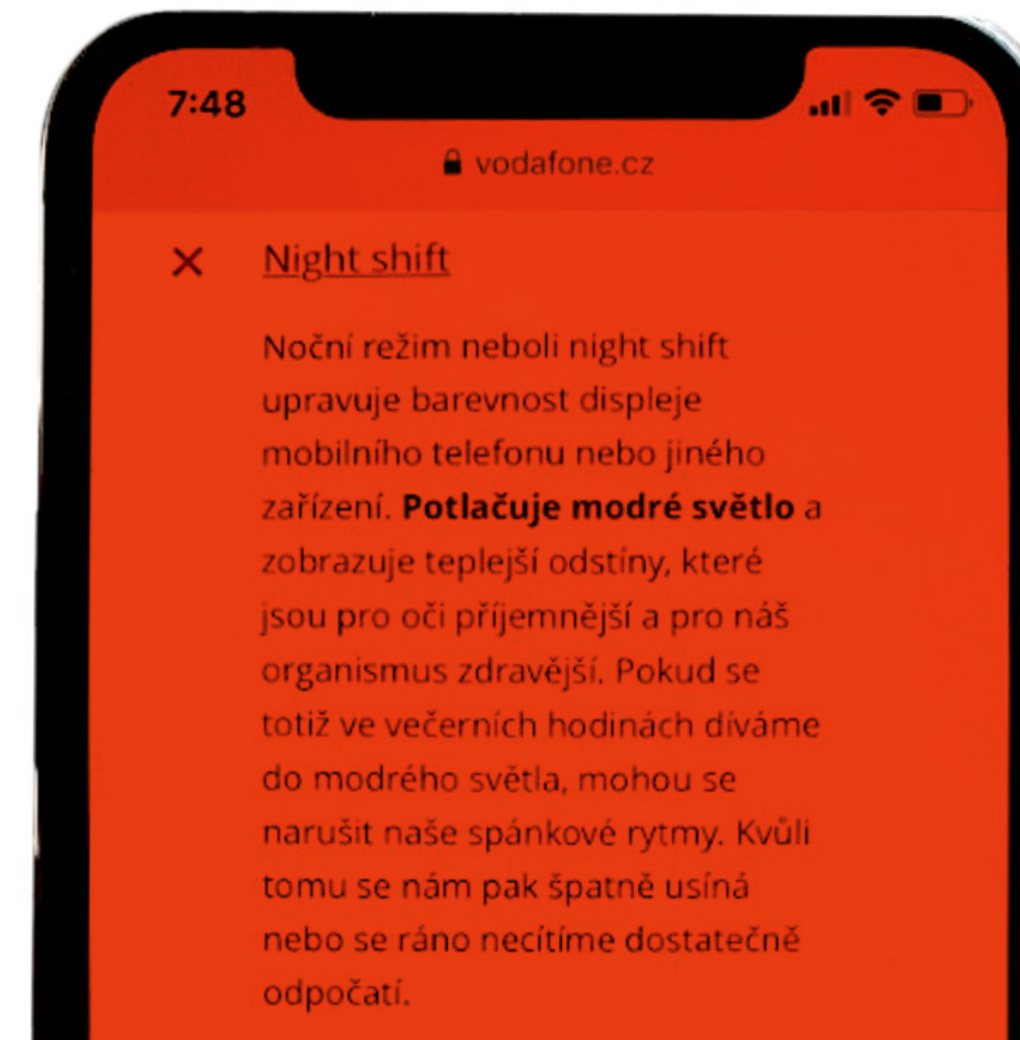 7:48
vodafone.cz
Night shift
Noční režim neboli night shift
upravuje barevnost displeje
mobilního telefonu nebo jiného
zařízení. Potlačuje modré světlo a
zobrazuje teplejší odstíny, které
jsou pro oči příjemnější a pro náš
organismus zdravější. Pokud se
totiž ve večerních hodinách díváme
do modrého světla, mohou se
narušit naše spánkové rytmy. Kvůli
tomu se nám pak špatně usíná
nebo se ráno necítíme dostatečně
odpočatí.